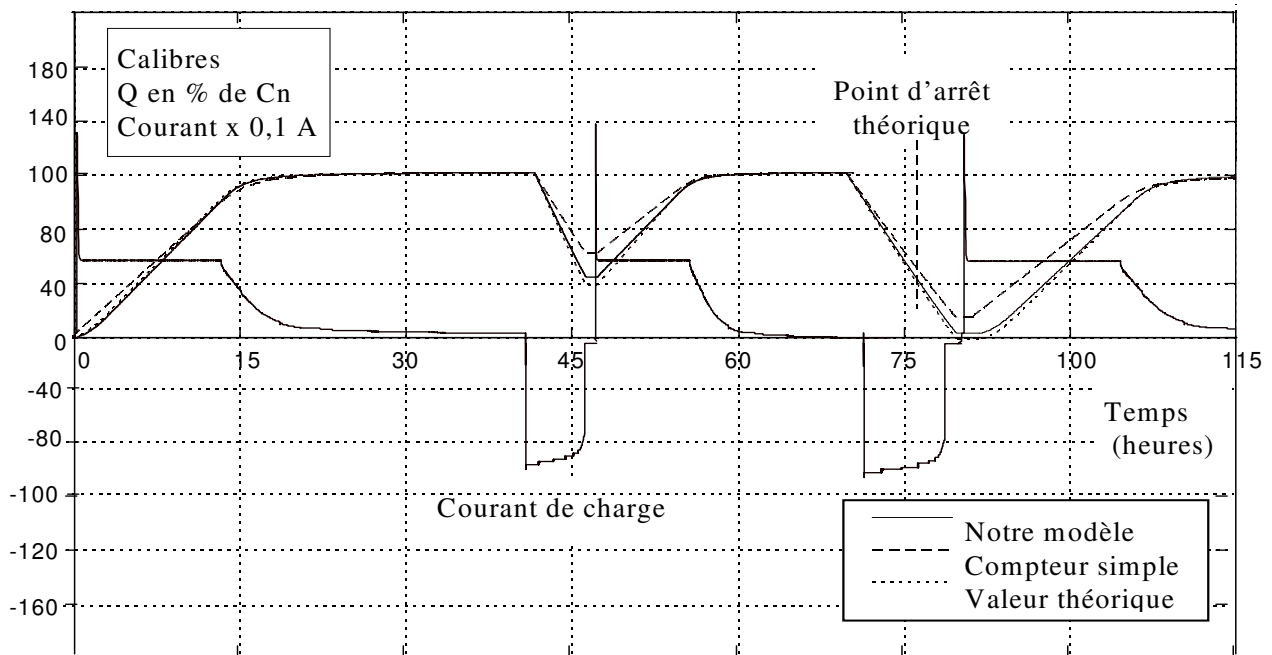 Calibres
Q en % de Cn
Courant x 0,1 A
Point d'arrêt
théorique
180
140
100
80
40
0
-40
-80
-100
-120
-160
0 15 30 45 60 75 100 115
Temps
(heures)
Courant de charge
Notre modèle
Compteur simple
Valeur théorique